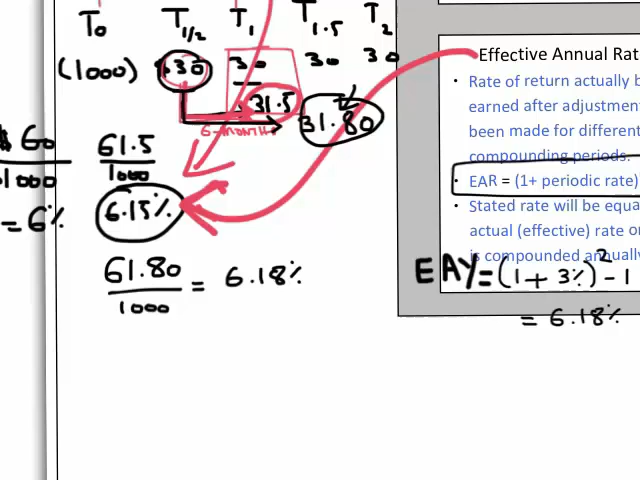 T₀ T₁/₂ T₁ T₁.₅ T₂
(1000) +30 30 30 30
31.5
31.80
6-MONTHS
$ 60
1000
= 6%
61.5
1000
6.15%
61.80
1000
= 6.18%
Effective Annual Rat
• Rate of return actually b
earned after adjustment
been made for different
compounding periods.
• EAR = (1+ periodic rate)
• Stated rate will be equa
actual (effective) rate on
is compounded annually
EAY = (1 + 3%)² - 1
= 6.18%